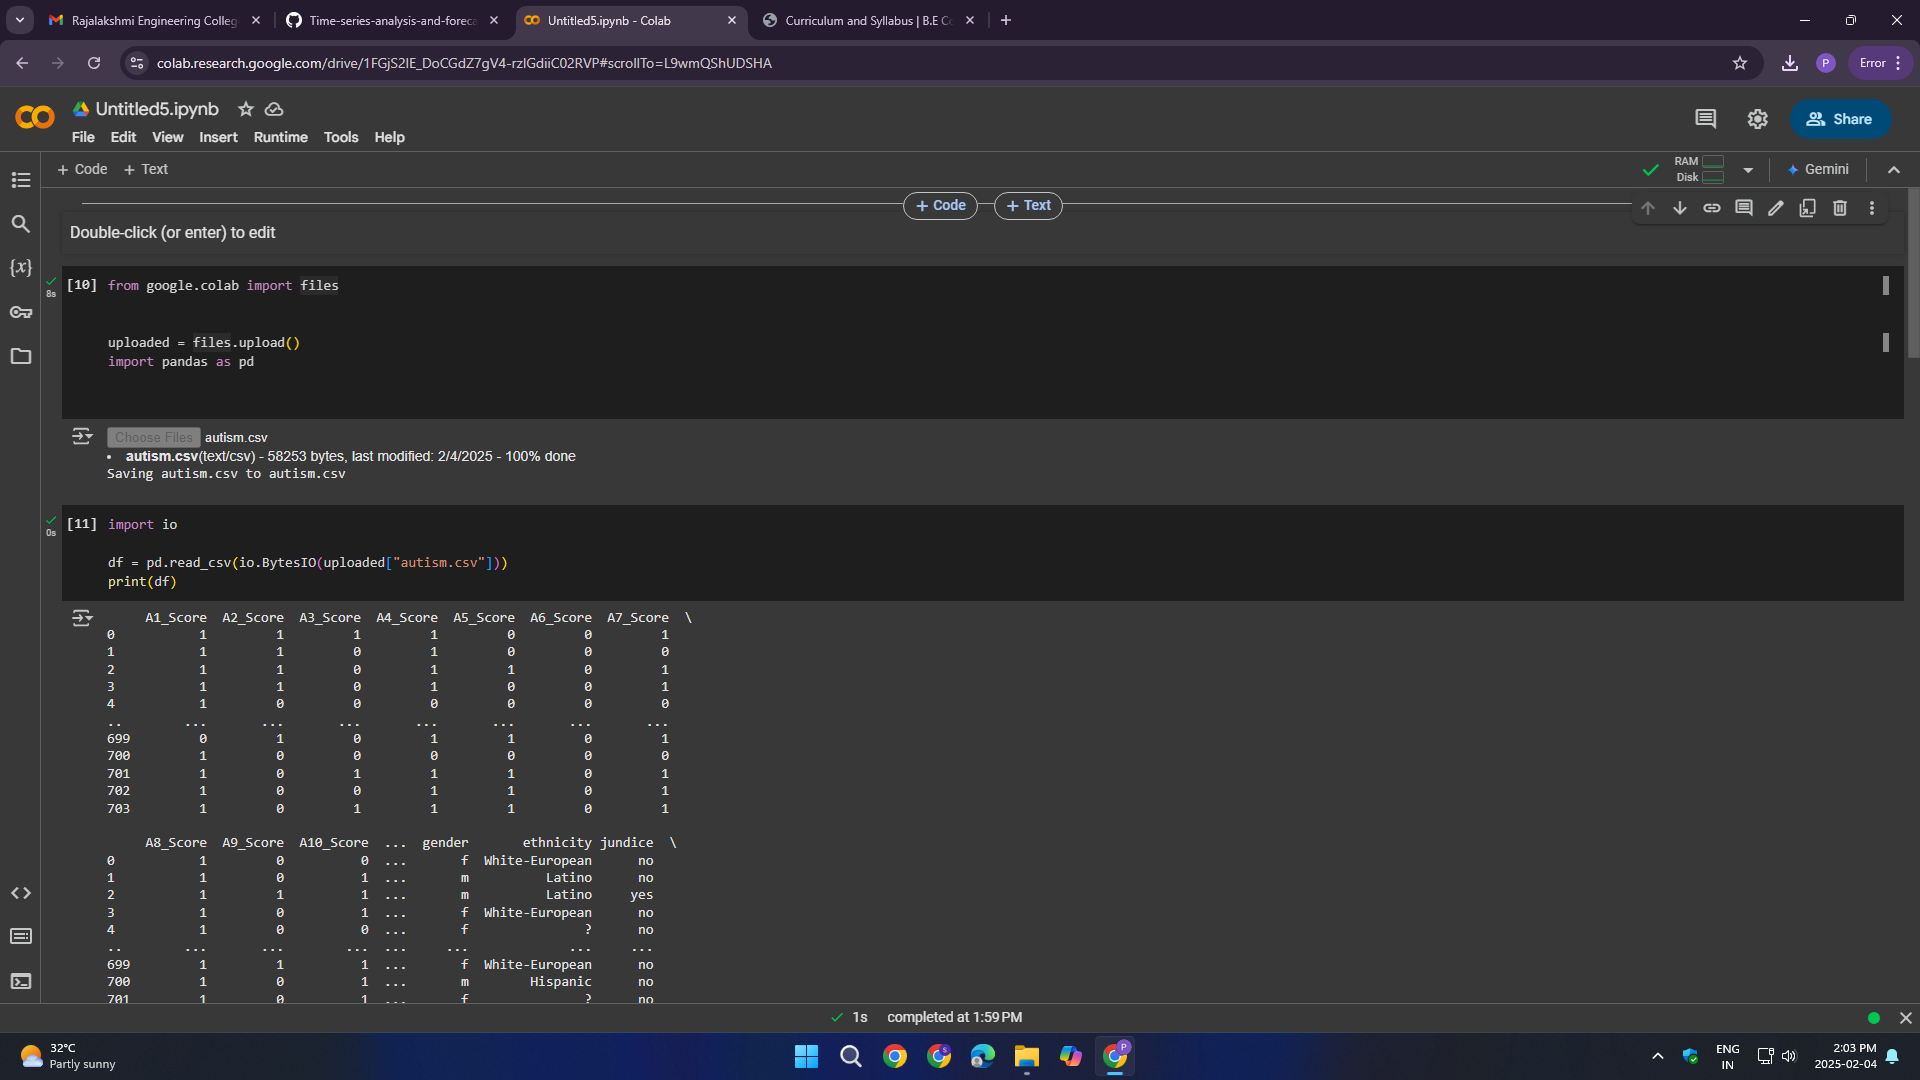 Rajalakshmi Engineering Colleg
Time-series-analysis-and-foreca
Untitled5.ipynb - Colab
Curriculum and Syllabus | B.E Co
colab.research.google.com/drive/1FGjS2IE_DoCGdZ7gV4-rzlGdiiC02RVP#scrollTo=L9wmQShUDSHA
P
Error
Untitled5.ipynb
Share
File Edit View Insert Runtime Tools Help
+ Code + Text
RAM
Disk
Gemini
+ Code + Text
Double-click (or enter) to edit
[10] from google.colab import files
8s
uploaded = files.upload()
import pandas as pd
Choose Files autism.csv
• autism.csv(text/csv) - 58253 bytes, last modified: 2/4/2025 - 100% done
Saving autism.csv to autism.csv
[11] import io
0s
df = pd.read_csv(io.BytesIO(uploaded["autism.csv"]))
print(df)
A1_Score A2_Score A3_Score A4_Score A5_Score A6_Score A7_Score \
0 1 1 1 1 0 0 1
1 1 1 0 1 0 0 0
2 1 1 0 1 1 0 1
3 1 1 0 1 0 0 1
4 1 0 0 0 0 0 0
.. ... ... ... ... ... ... ...
699 0 1 0 1 1 0 1
700 1 0 0 0 0 0 0
701 1 0 1 1 1 0 1
702 1 0 0 1 1 0 1
703 1 0 1 1 1 0 1
A8_Score A9_Score A10_Score ... gender ethnicity jundice \
0 1 0 0 ... f White-European no
1 1 0 1 ... m Latino no
2 1 1 1 ... m Latino yes
3 1 0 1 ... f White-European no
4 1 0 0 ... f ? no
.. ... ... ... ... ... ... ...
699 1 1 1 ... f White-European no
700 1 0 1 ... m Hispanic no
701 1 0 1 ... f ? no
1s completed at 1:59 PM
32°C
Partly sunny
ENG
IN
2:03 PM
2025-02-04